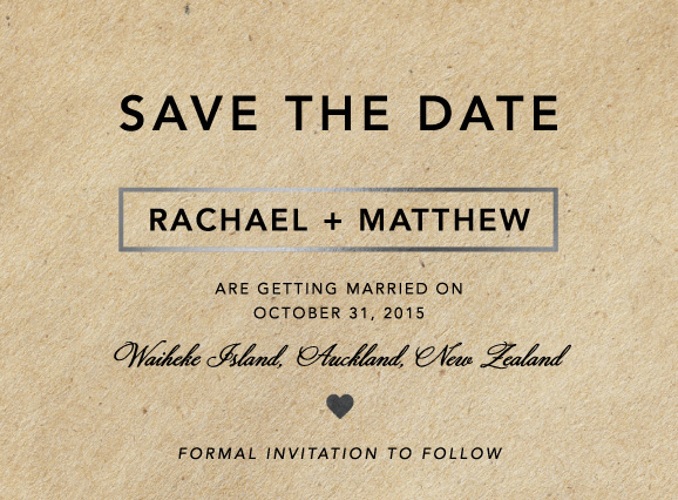 SAVE THE DATE
RACHAEL + MATTHEW
ARE GETTING MARRIED ON
OCTOBER 31, 2015
Waiheke Island, Auckland, New Zealand
FORMAL INVITATION TO FOLLOW